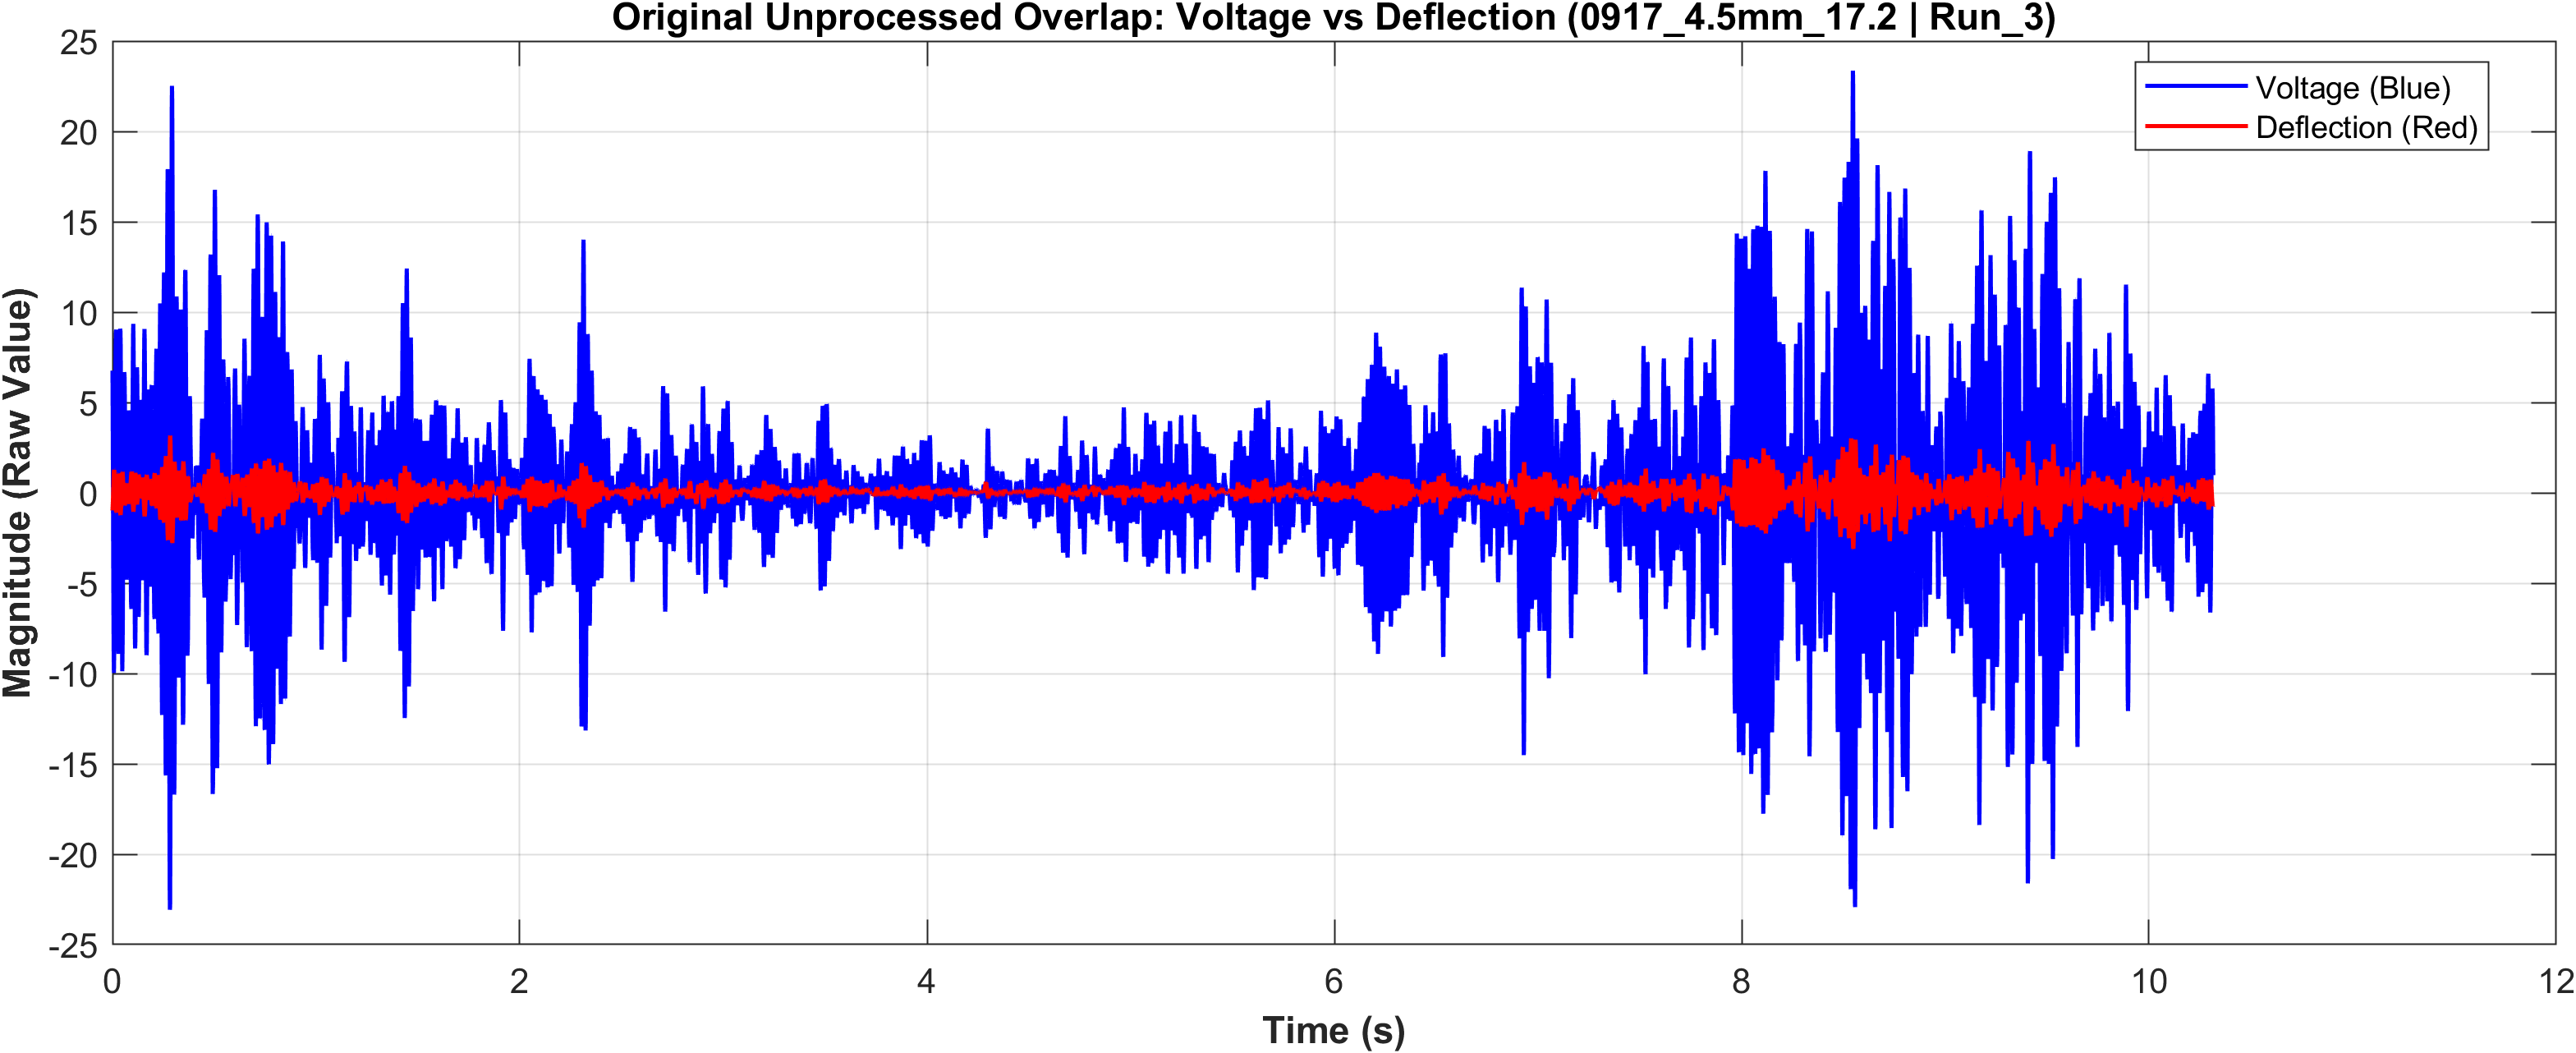 Original Unprocessed Overlap: Voltage vs Deflection (0917_4.5mm_17.2 | Run_3)
25
20
15
10
5
0
-5
-10
-15
-20
-25
Magnitude (Raw Value)
Voltage (Blue)
Deflection (Red)
0 2 4 6 8 10 12
Time (s)